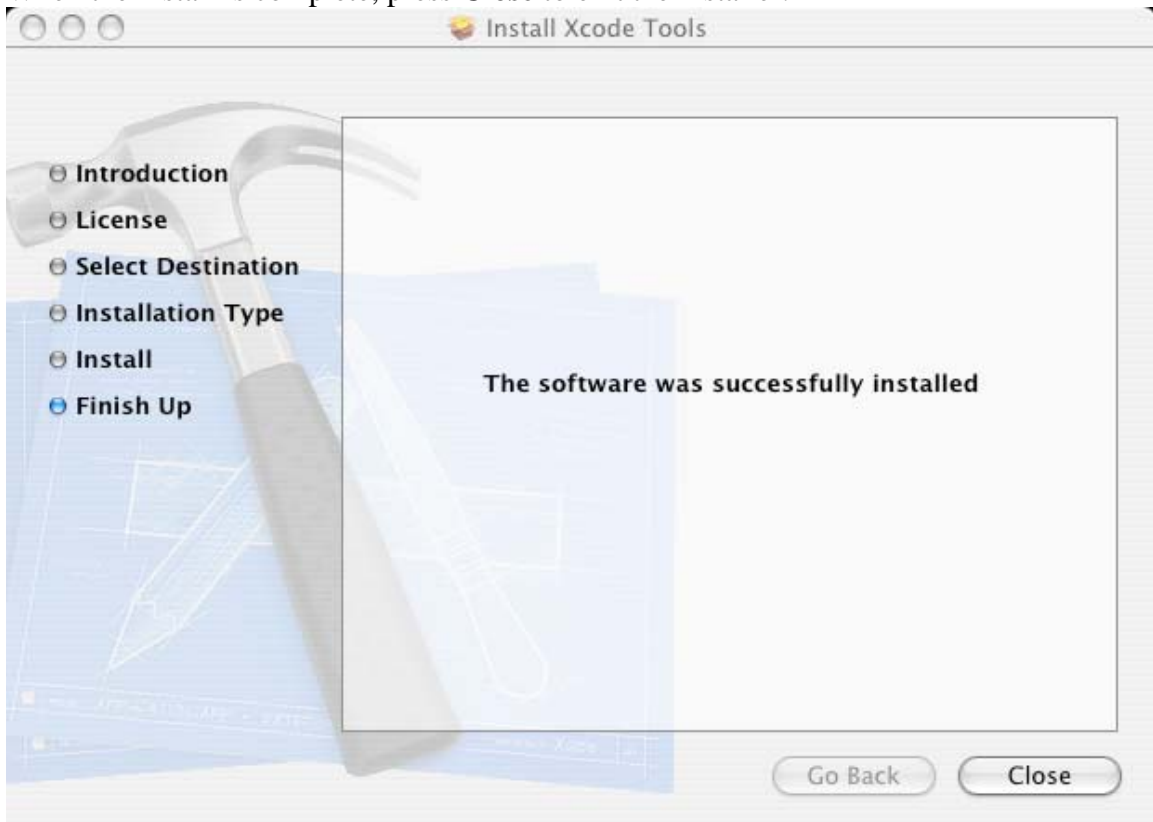 Install Xcode Tools
Introduction
License
Select Destination
Installation Type
Install
Finish Up
The software was successfully installed
Go Back
Close